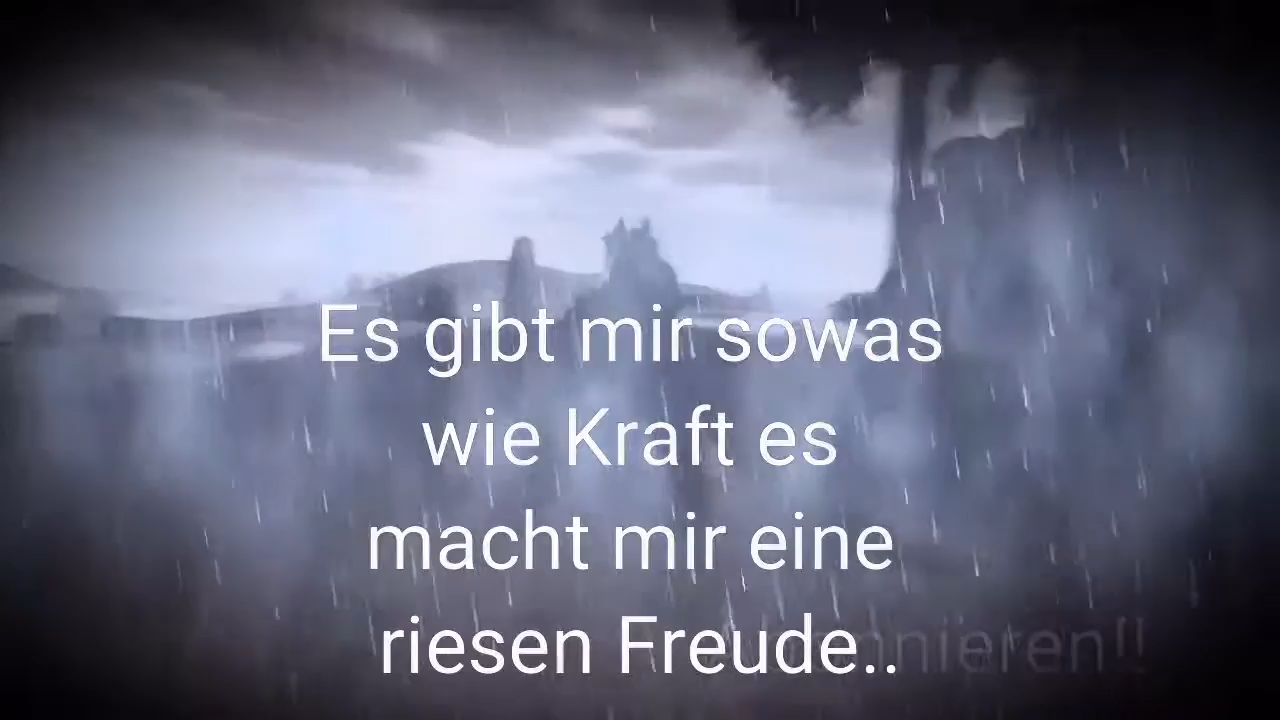 Es gibt mir sowas
wie Kraft es
macht mir eine
riesen Freude..